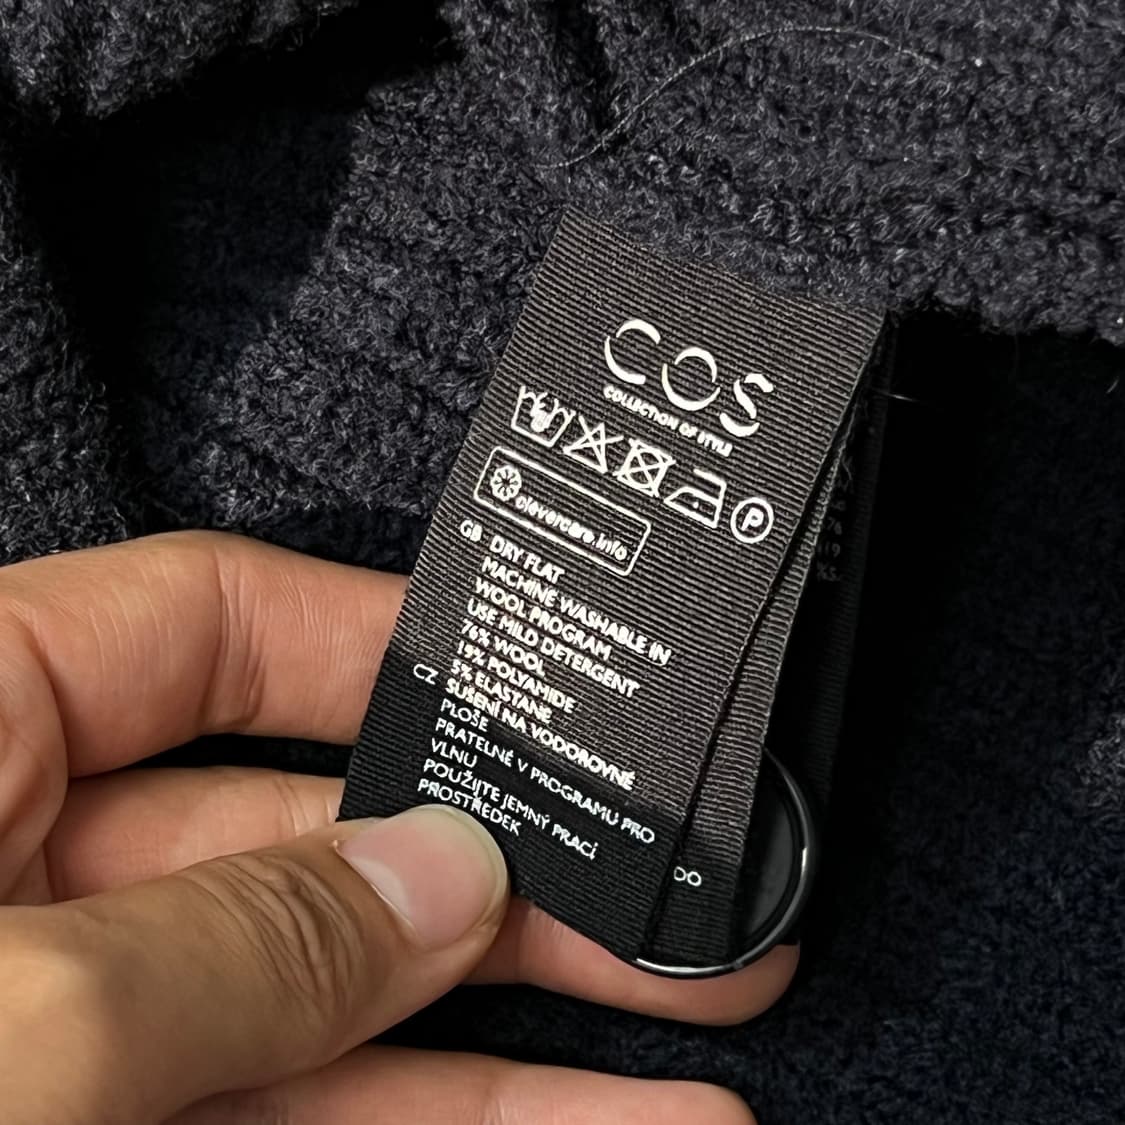 COS
COLLECTION OF STYLE
P
clevercare.info
GB DRY FLAT
MACHINE WASHABLE IN
WOOL PROGRAM
USE MILD DETERGENT
76% WOOL
19% POLYAMIDE
5% ELASTANE
CZ SUŠENÍ NA VODOROVNÉ
PLOŠE
PRATELNÉ V PROGRAMU PRO
VLNU
POUŽIJTE JEMNÝ PRACÍ
PROSTŘEDEK